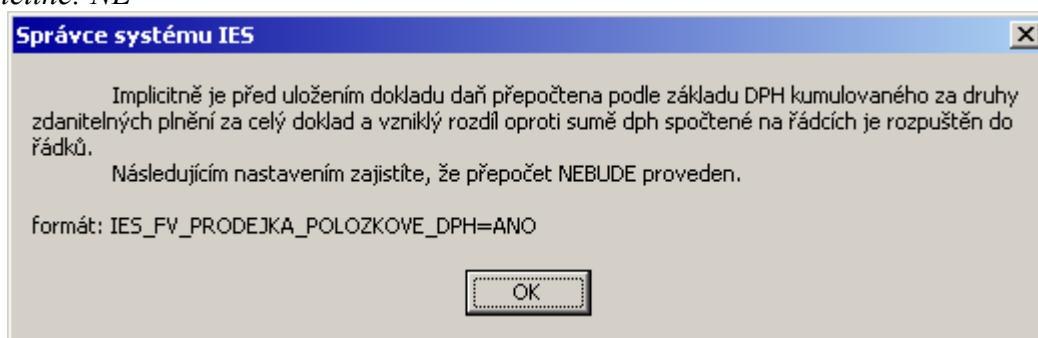 Správce systému IES
Implicitně je před uložením dokladu daň přepočtena podle základu DPH kumulovaného za druhy
zdanitelných plnění za celý doklad a vzniklý rozdíl oproti sumě dph spočtené na řádcích je rozpuštěn do
řádků.
Následujícím nastavením zajistíte, že přepočet NEBUDE proveden.
formát: IES_FV_PRODEJKA_POLOZKOVE_DPH=ANO
OK